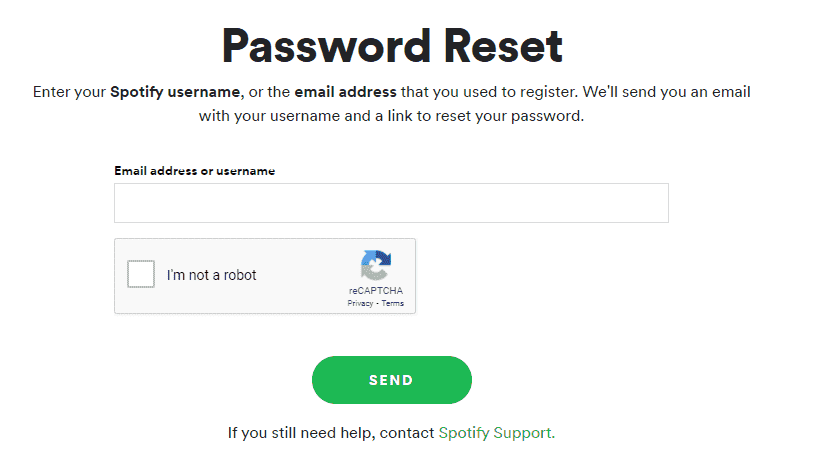 Password Reset
Enter your Spotify username, or the email address that you used to register. We'll send you an email
with your username and a link to reset your password.
Email address or username
I'm not a robot
reCAPTCHA
Privacy - Terms
SEND
If you still need help, contact Spotify Support.